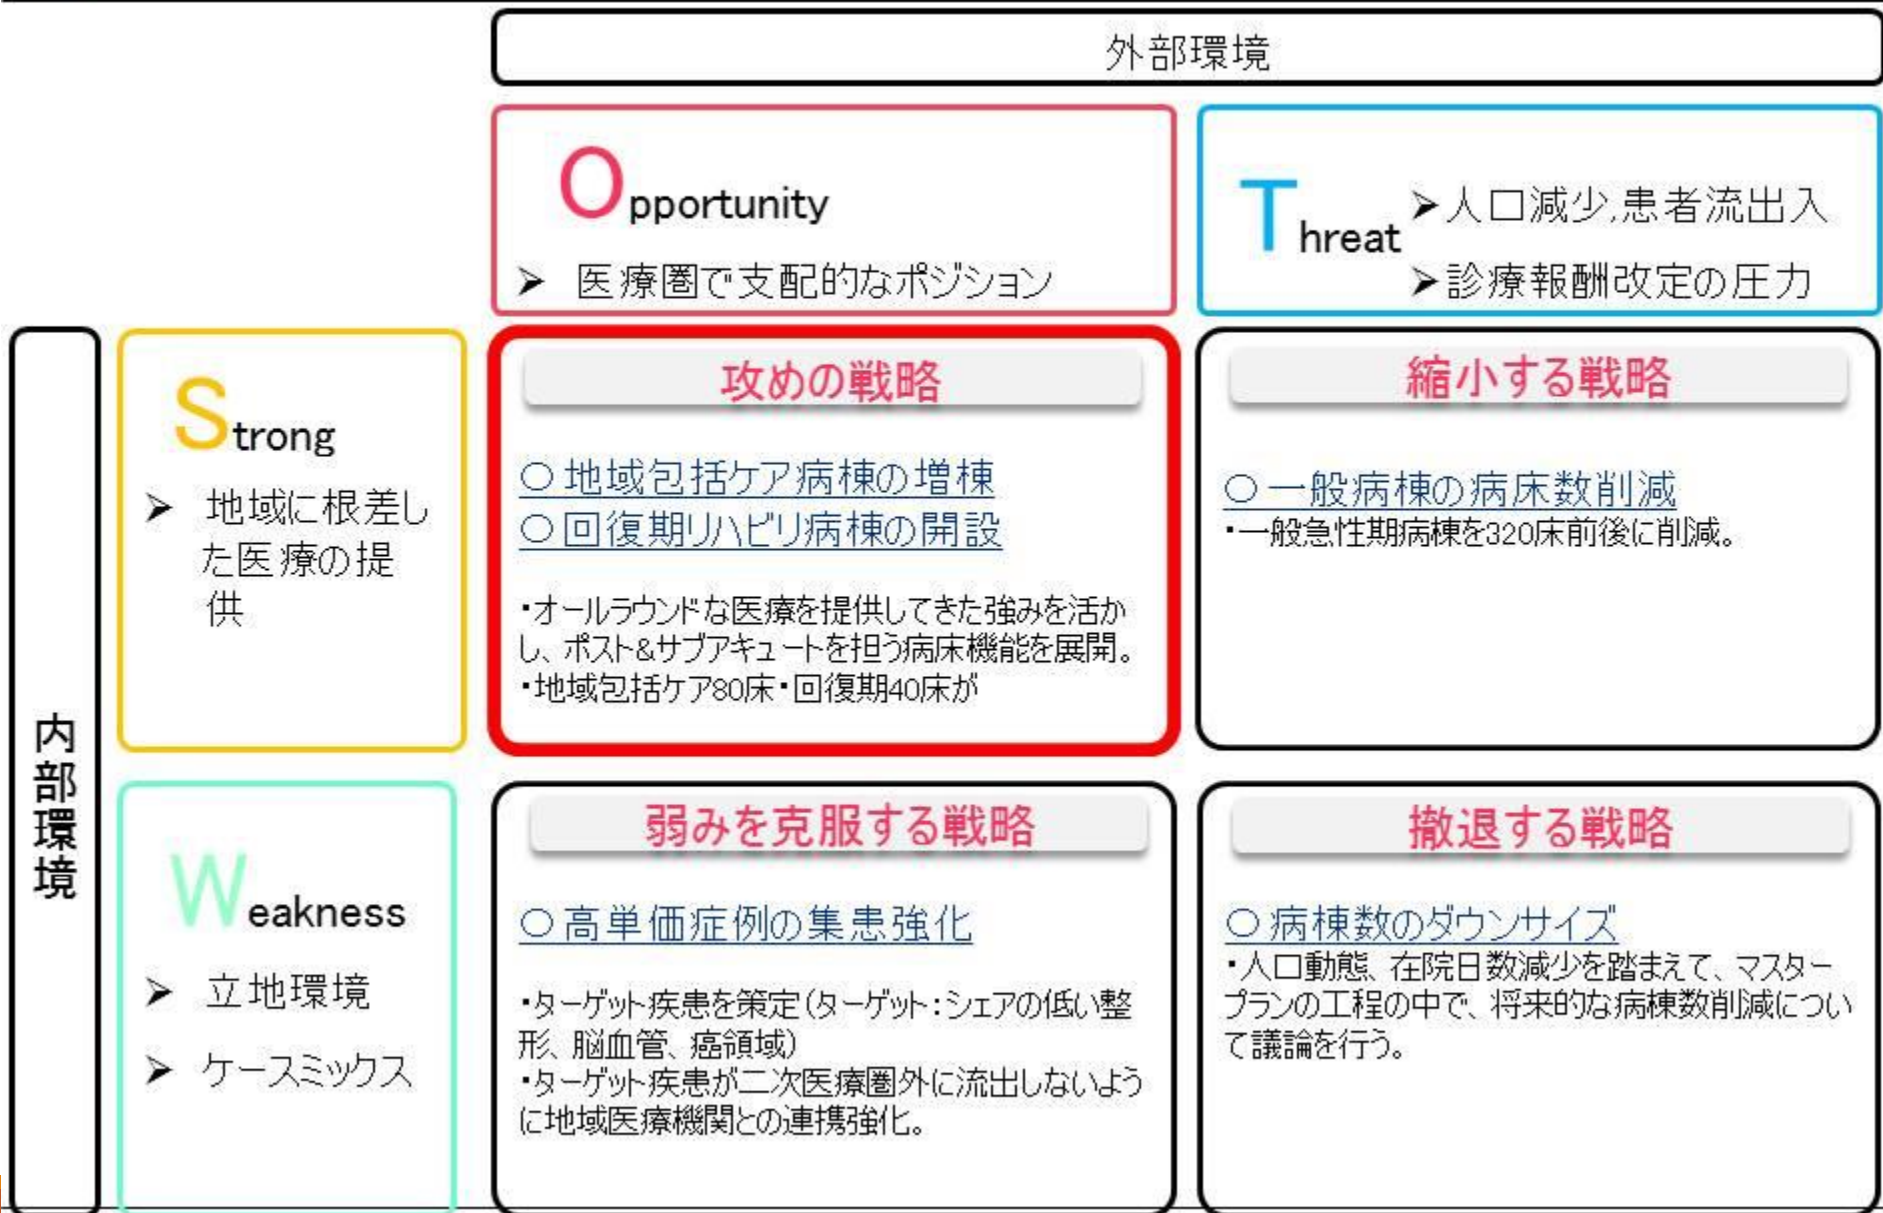 外部環境
Opportunity
➤ 医療圏で支配的なポジション
Threat
➤人口減少,患者流出入
➤診療報酬改定の圧力
内部環境
Strong
➤ 地域に根差し
た医療の提
供
攻めの戦略
○地域包括ケア病棟の増棟
○回復期リハビリ病棟の開設
・オールラウンドな医療を提供してきた強みを活か
し、ポスト&サブアキュートを担う病床機能を展開。
・地域包括ケア80床・回復期40床が
縮小する戦略
○一般病棟の病床数削減
・一般急性期病棟を320床前後に削減。
Weakness
➤ 立地環境
➤ ケースミックス
弱みを克服する戦略
○高単価症例の集患強化
・ターゲット疾患を策定(ターゲット:シェアの低い整
形、脳血管、癌領域)
・ターゲット疾患が二次医療圏外に流出しないよう
に地域医療機関との連携強化。
撤退する戦略
○病棟数のダウンサイズ
・人口動態、在院日数減少を踏まえて、マスター
プランの工程の中で、将来的な病棟数削減につい
て議論を行う。